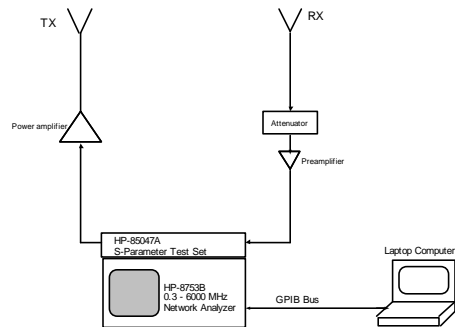 TX
RX
Power amplifier
Attenuator
Preamplifier
HP-85047A
S-Parameter Test Set
HP-8753B
0.3 - 6000 MHz
Network Analyzer
GPIB Bus
Laptop Computer